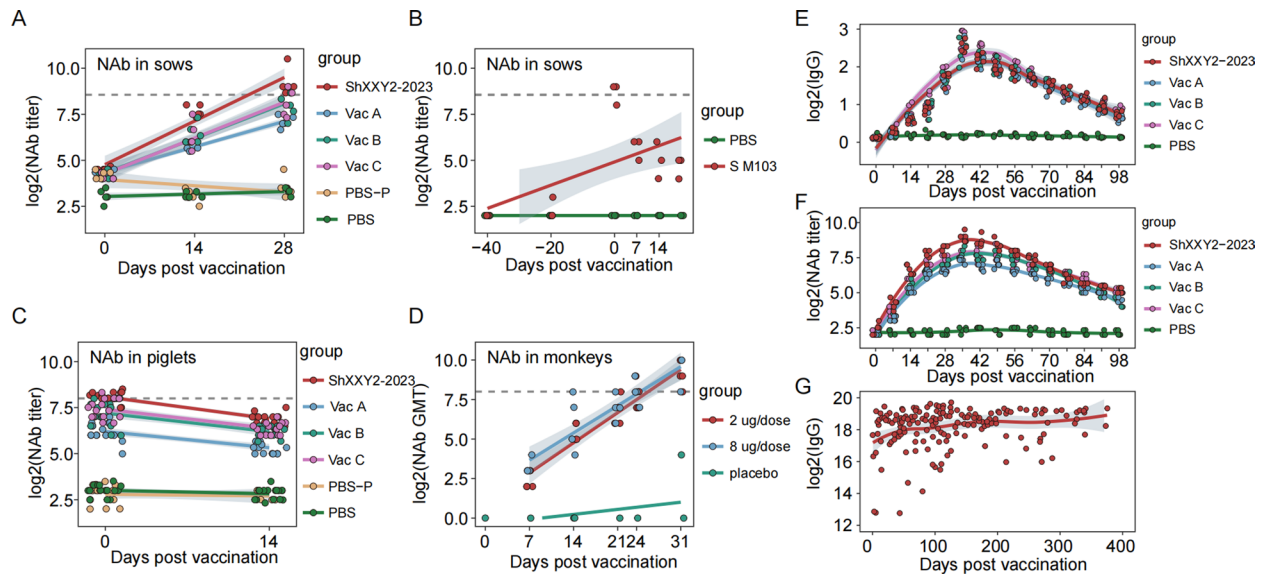 A
NAb in sows
log2(NAb titer)
10.0
7.5
5.0
2.5
0
14
28
Days post vaccination
group
ShXXY2-2023
Vac A
Vac B
Vac C
PBS-P
PBS
B
NAb in sows
log2(NAb titer)
10.0
7.5
5.0
2.5
−40
−20
0
7
14
Days post vaccination
group
PBS
S M103
C
NAb in piglets
log2(NAb titer)
10.0
7.5
5.0
2.5
0
14
Days post vaccination
group
ShXXY2-2023
Vac A
Vac B
Vac C
PBS−P
PBS
D
NAb in monkeys
log2(NAb GMT)
10.0
7.5
5.0
2.5
0.0
0
7
14
21
24
31
Days post vaccination
group
2 ug/dose
8 ug/dose
placebo
E
log2(IgG)
3
2
1
0
0 14 28 42 56 70 84 98
Days post vaccination
group
ShXXY2−2023
Vac A
Vac B
Vac C
PBS
F
log2(NAb titer)
10.0
7.5
5.0
2.5
0 14 28 42 56 70 84 98
Days post vaccination
group
ShXXY2-2023
Vac A
Vac B
Vac C
PBS
G
log2(IgG)
20
18
16
14
12
0 100 200 300 400
Days post vaccination